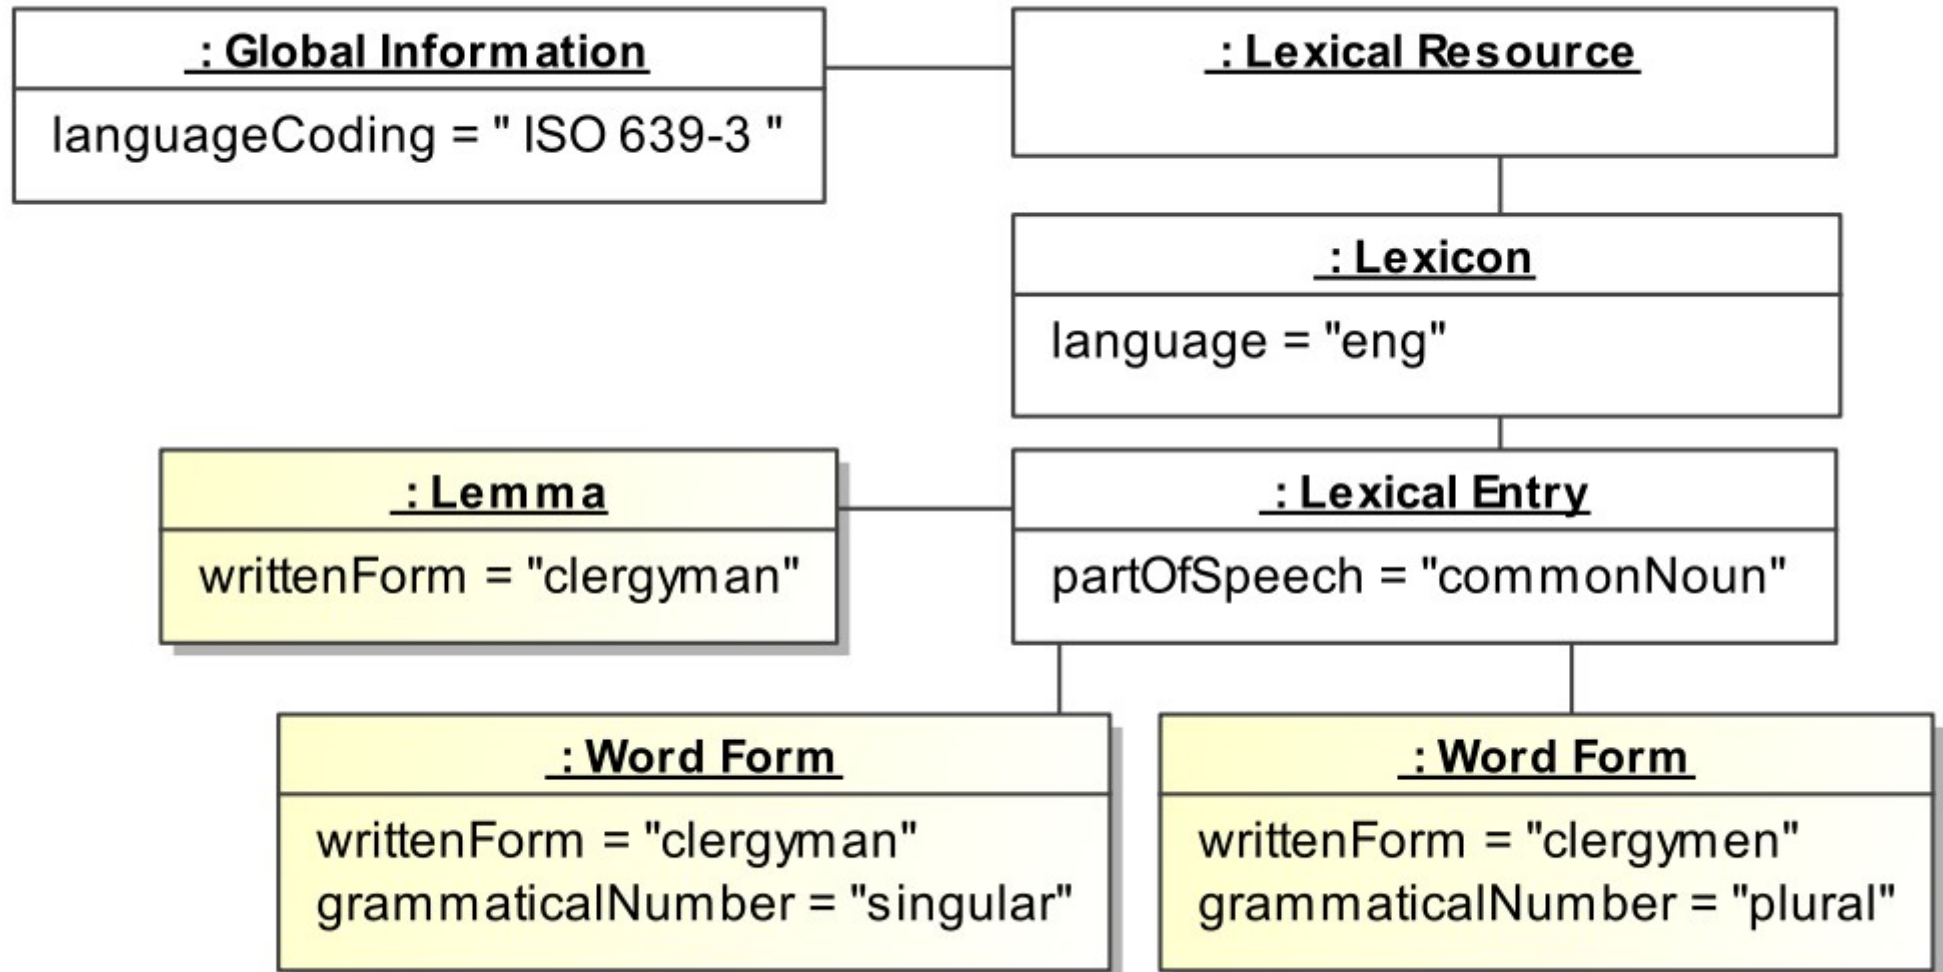 : Global Information
languageCoding = " ISO 639-3 "
: Lexical Resource
: Lexicon
language = "eng"
: Lemma
writtenForm = "clergyman"
: Lexical Entry
partOfSpeech = "commonNoun"
: Word Form
writtenForm = "clergyman"
grammaticalNumber = "singular"
: Word Form
writtenForm = "clergymen"
grammaticalNumber = "plural"